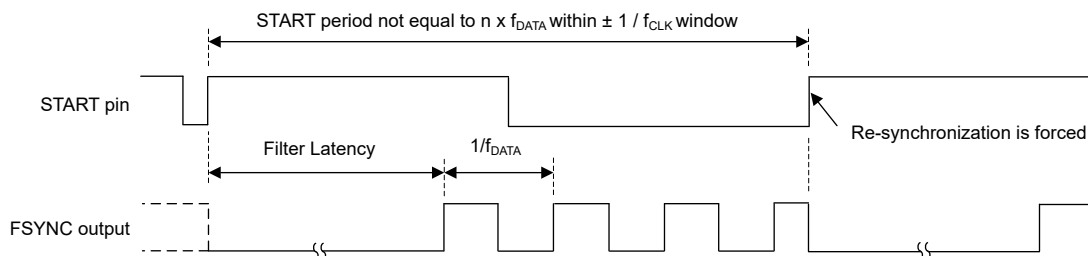 START period not equal to n x fDATA within ± 1 / fCLK window
START pin
Re-synchronization is forced
Filter Latency
1/fDATA
FSYNC output